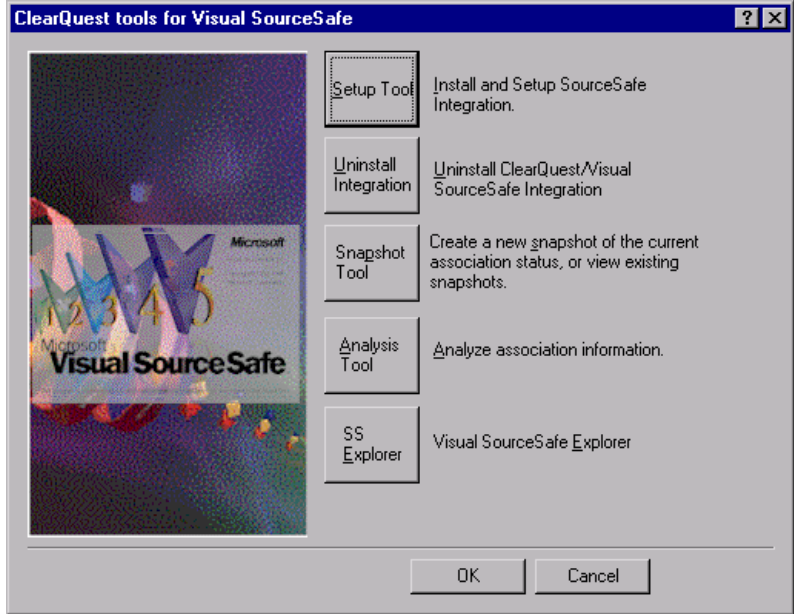 ClearQuest tools for Visual SourceSafe
Setup Tool
Install and Setup SourceSafe
Integration.
Uninstall
Integration
Uninstall ClearQuest/Visual
SourceSafe Integration
Snapshot
Tool
Create a new snapshot of the current
association status, or view existing
snapshots.
Analysis
Tool
Analyze association information.
SS
Explorer
Visual SourceSafe Explorer
Microsoft
1 2 3 4 5
Microsoft
Visual SourceSafe
OK
Cancel